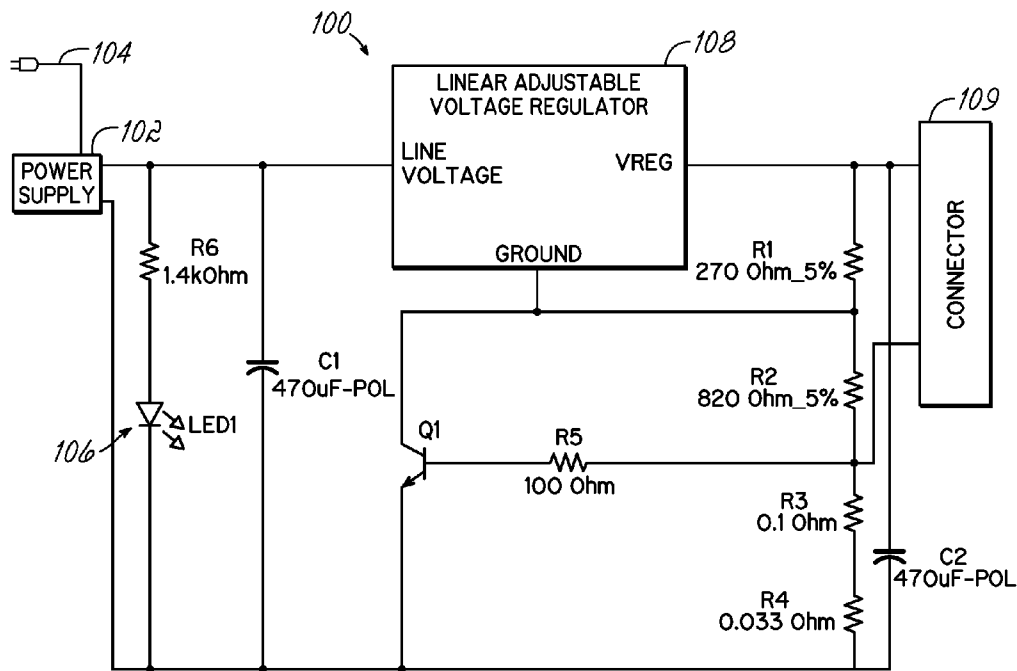 100
108
104
109
102
LINEAR ADJUSTABLE
VOLTAGE REGULATOR
POWER
SUPPLY
LINE
VOLTAGE
VREG
GROUND
CONNECTOR
R6
1.4kOhm
R1
270 Ohm_5%
C1
470uF-POL
R2
820 Ohm_5%
LED1
106
Q1
R5
100 Ohm
R3
0.1 Ohm
C2
470uF-POL
R4
0.033 Ohm